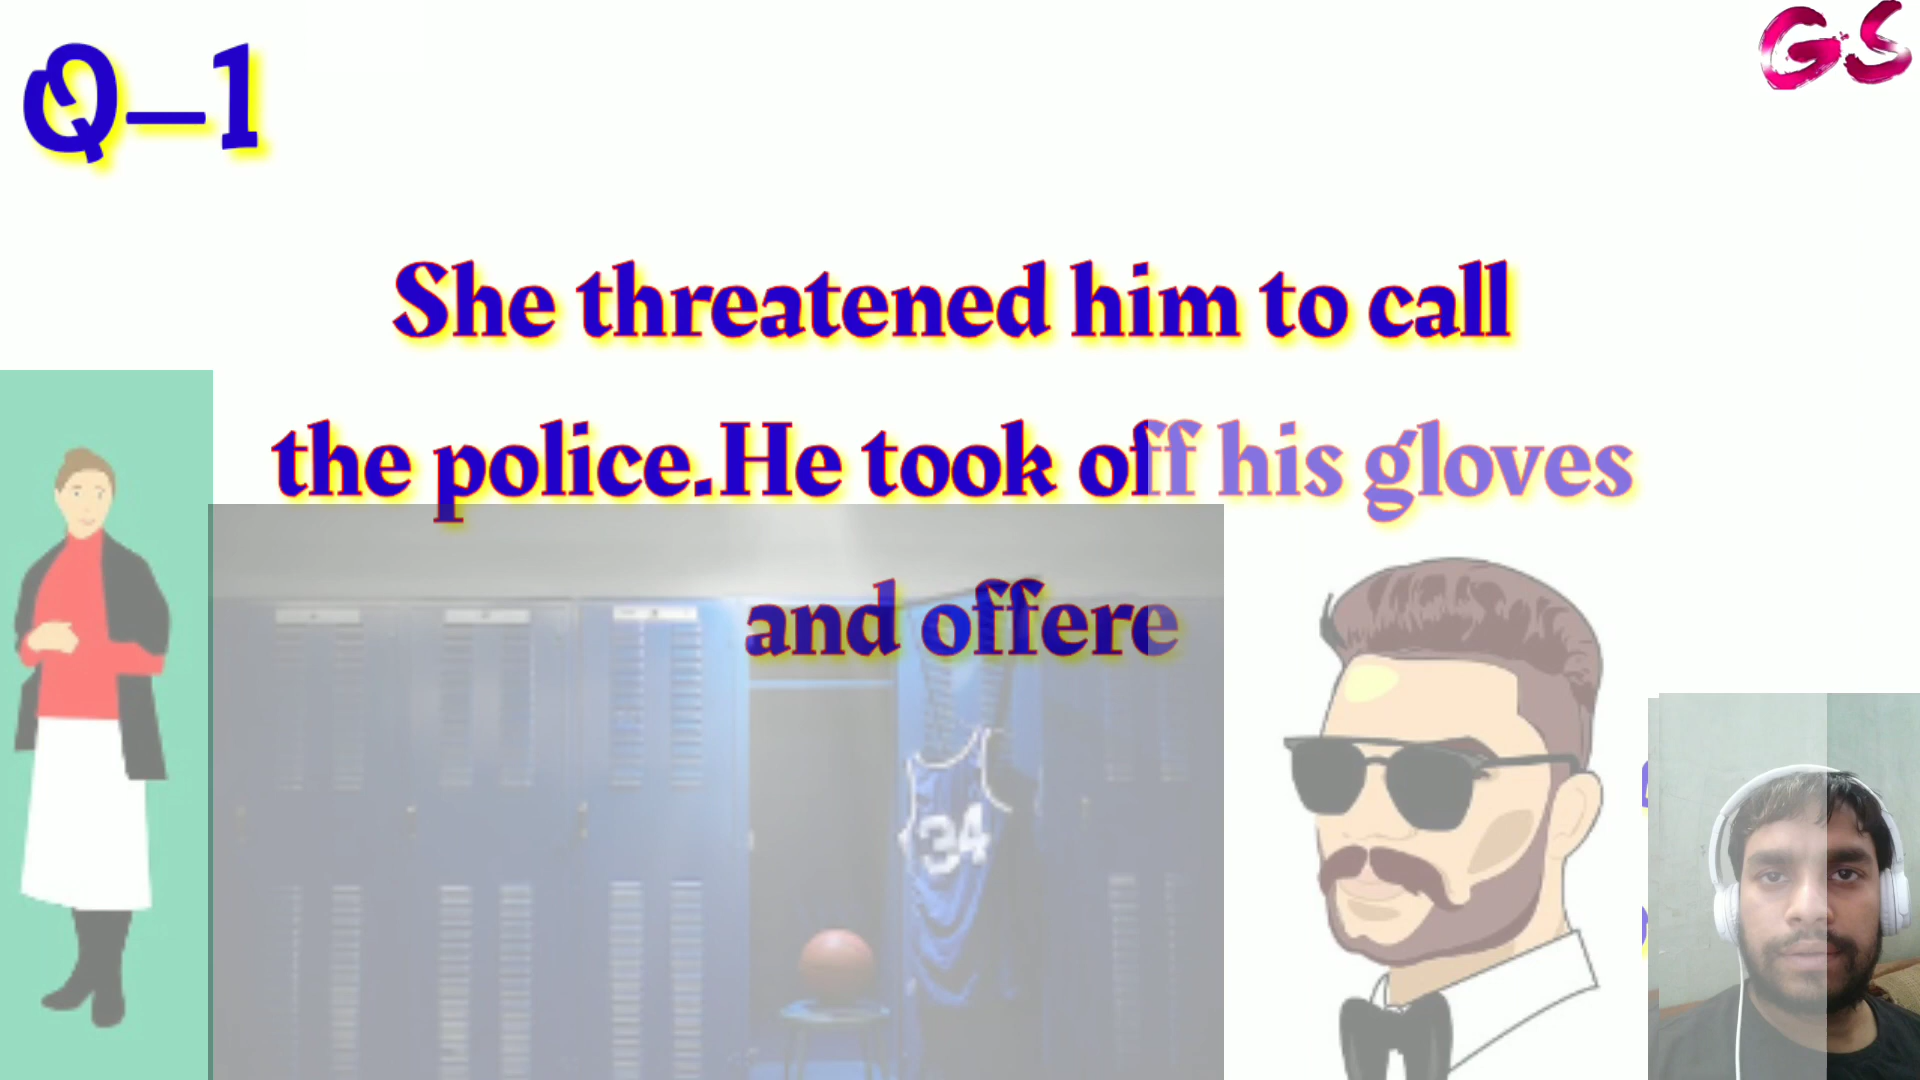 Q–1
GS
She threatened him to call
the police.He took off his gloves
and offere
34